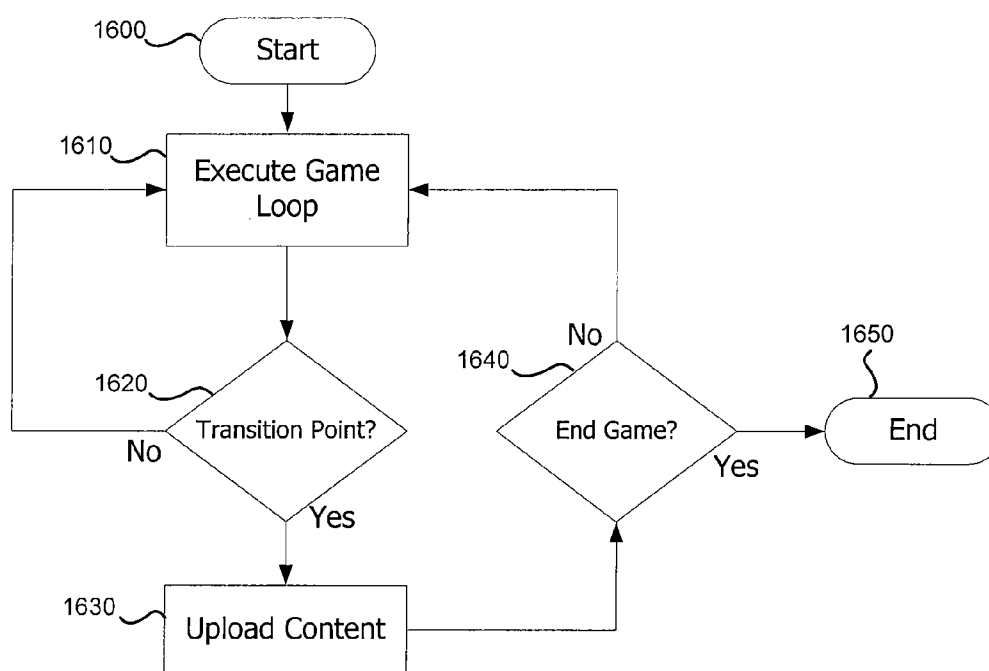 1600
Start
1610
Execute Game
Loop
1620
Transition Point?
No
Yes
1630
Upload Content
1640
End Game?
No
Yes
1650
End